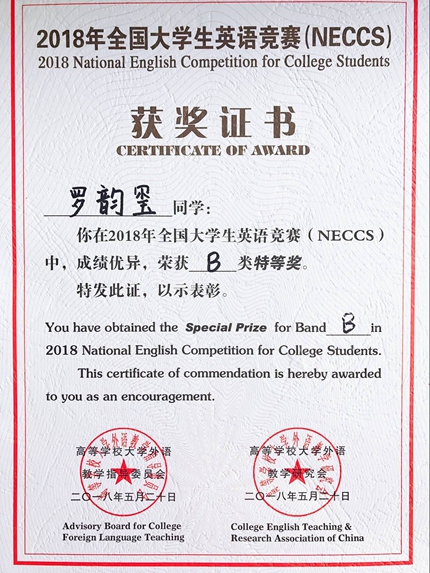 2018年全国大学生英语竞赛(NECCS)
2018 National English Competition for College Students
获奖证书
CERTIFICATE OF AWARD
罗韵玺同学:
你在2018年全国大学生英语竞赛(NECCS)
中,成绩优异,荣获 B 类特等奖。
特发此证,以示表彰。
You have obtained the Special Prize for Band B in
2018 National English Competition for College Students.
This certificate of commendation is hereby awarded
to you as an encouragement.
高等学校大学外语
教学指导委员会
二〇一八年五月二十日
Advisory Board for College
Foreign Language Teaching
高等学校大学外语
教学研究会
二〇一八年五月二十日
College English Teaching &
Research Association of China